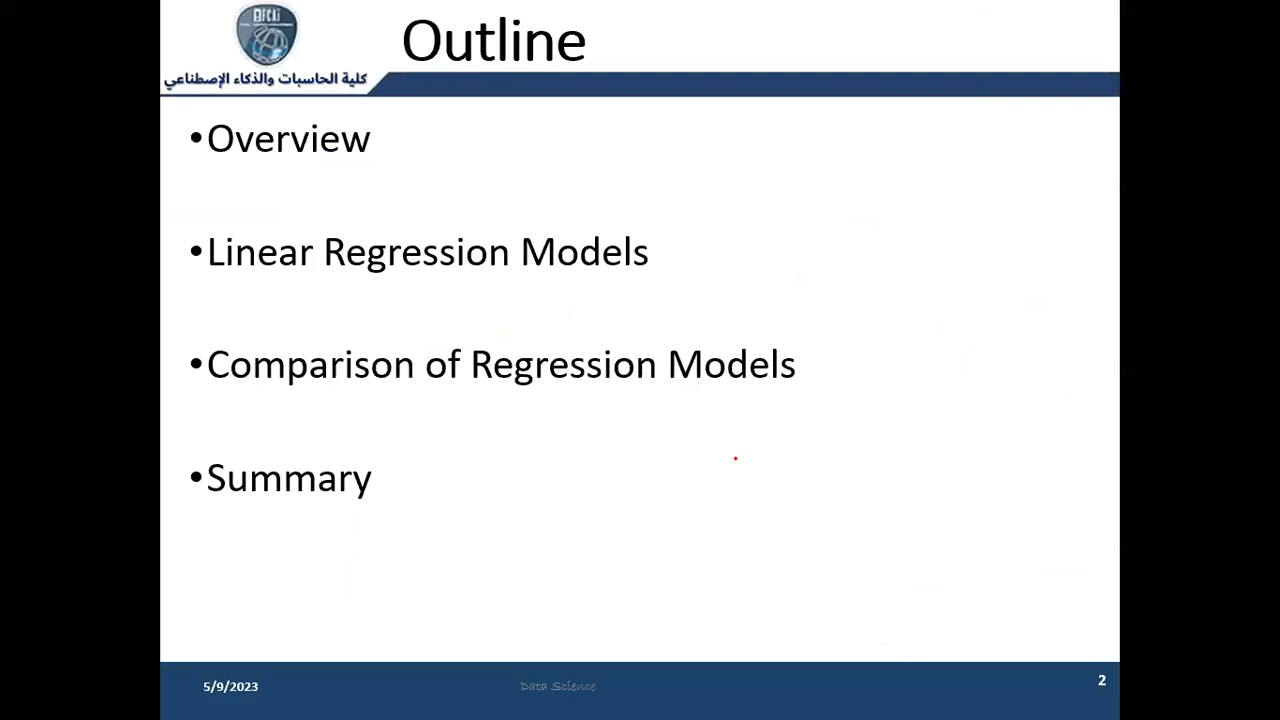 BFCAI
Outline
كلية الحاسبات والذكاء الإصطناعي
•Overview
•Linear Regression Models
•Comparison of Regression Models
•Summary
5/9/2023
Data Science
2